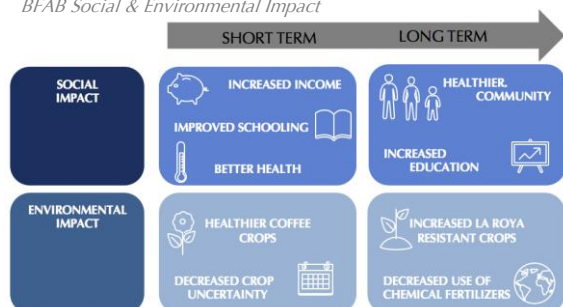 BFAB Social & Environmental Impact
SHORT TERM
LONG TERM
SOCIAL
IMPACT
INCREASED INCOME
IMPROVED SCHOOLING
BETTER HEALTH
HEALTHIER,
COMMUNITY
INCREASED
EDUCATION
ENVIRONMENTAL
IMPACT
HEALTHIER COFFEE
CROPS
DECREASED CROP
UNCERTAINTY
INCREASED LA ROYA
RESISTANT CROPS
DECREASED USE OF
CHEMICAL FERTILIZERS